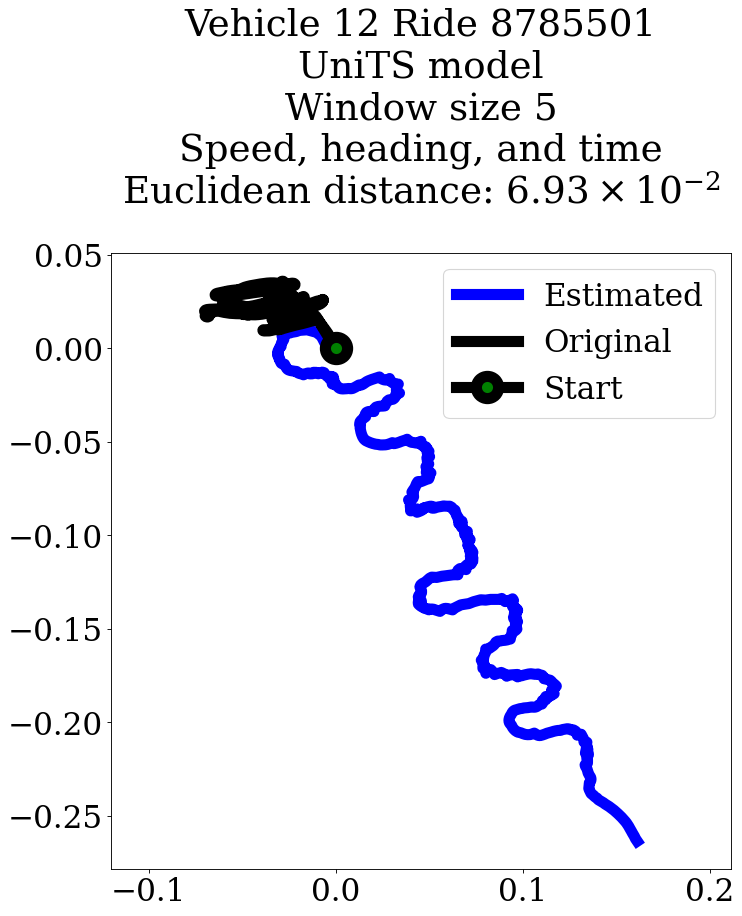 Vehicle 12 Ride 8785501
UniTS model
Window size 5
Speed, heading, and time
Euclidean distance: 6.93 × 10⁻²
0.05
0.00
−0.05
−0.10
−0.15
−0.20
−0.25
Estimated
Original
Start
−0.1
0.0
0.1
0.2